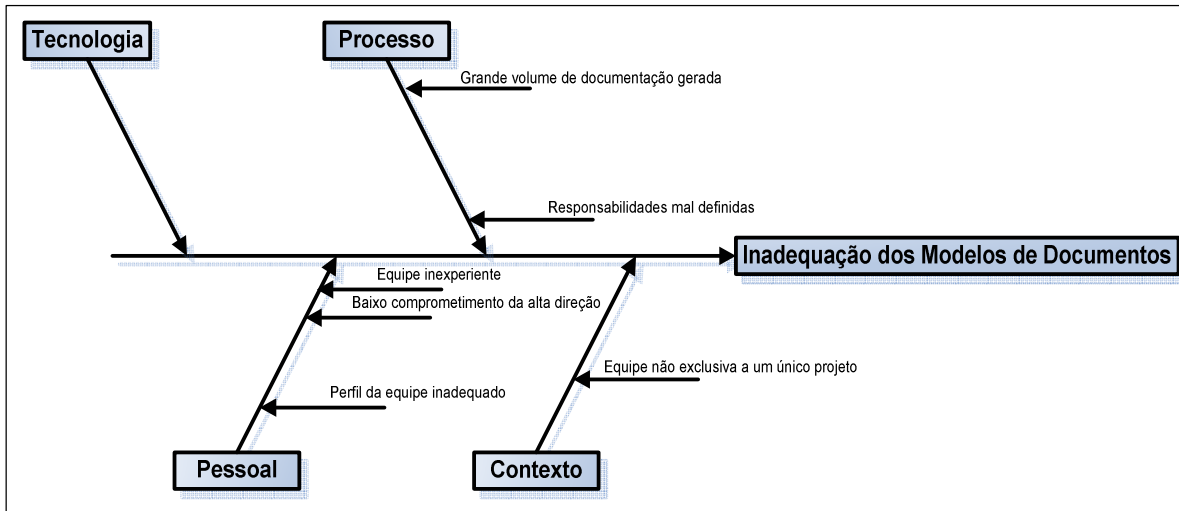 Tecnologia
Processo
Grande volume de documentação gerada
Responsabilidades mal definidas
Inadequação dos Modelos de Documentos
Equipe inexperiente
Baixo comprometimento da alta direção
Equipe não exclusiva a um único projeto
Perfil da equipe inadequado
Pessoal
Contexto